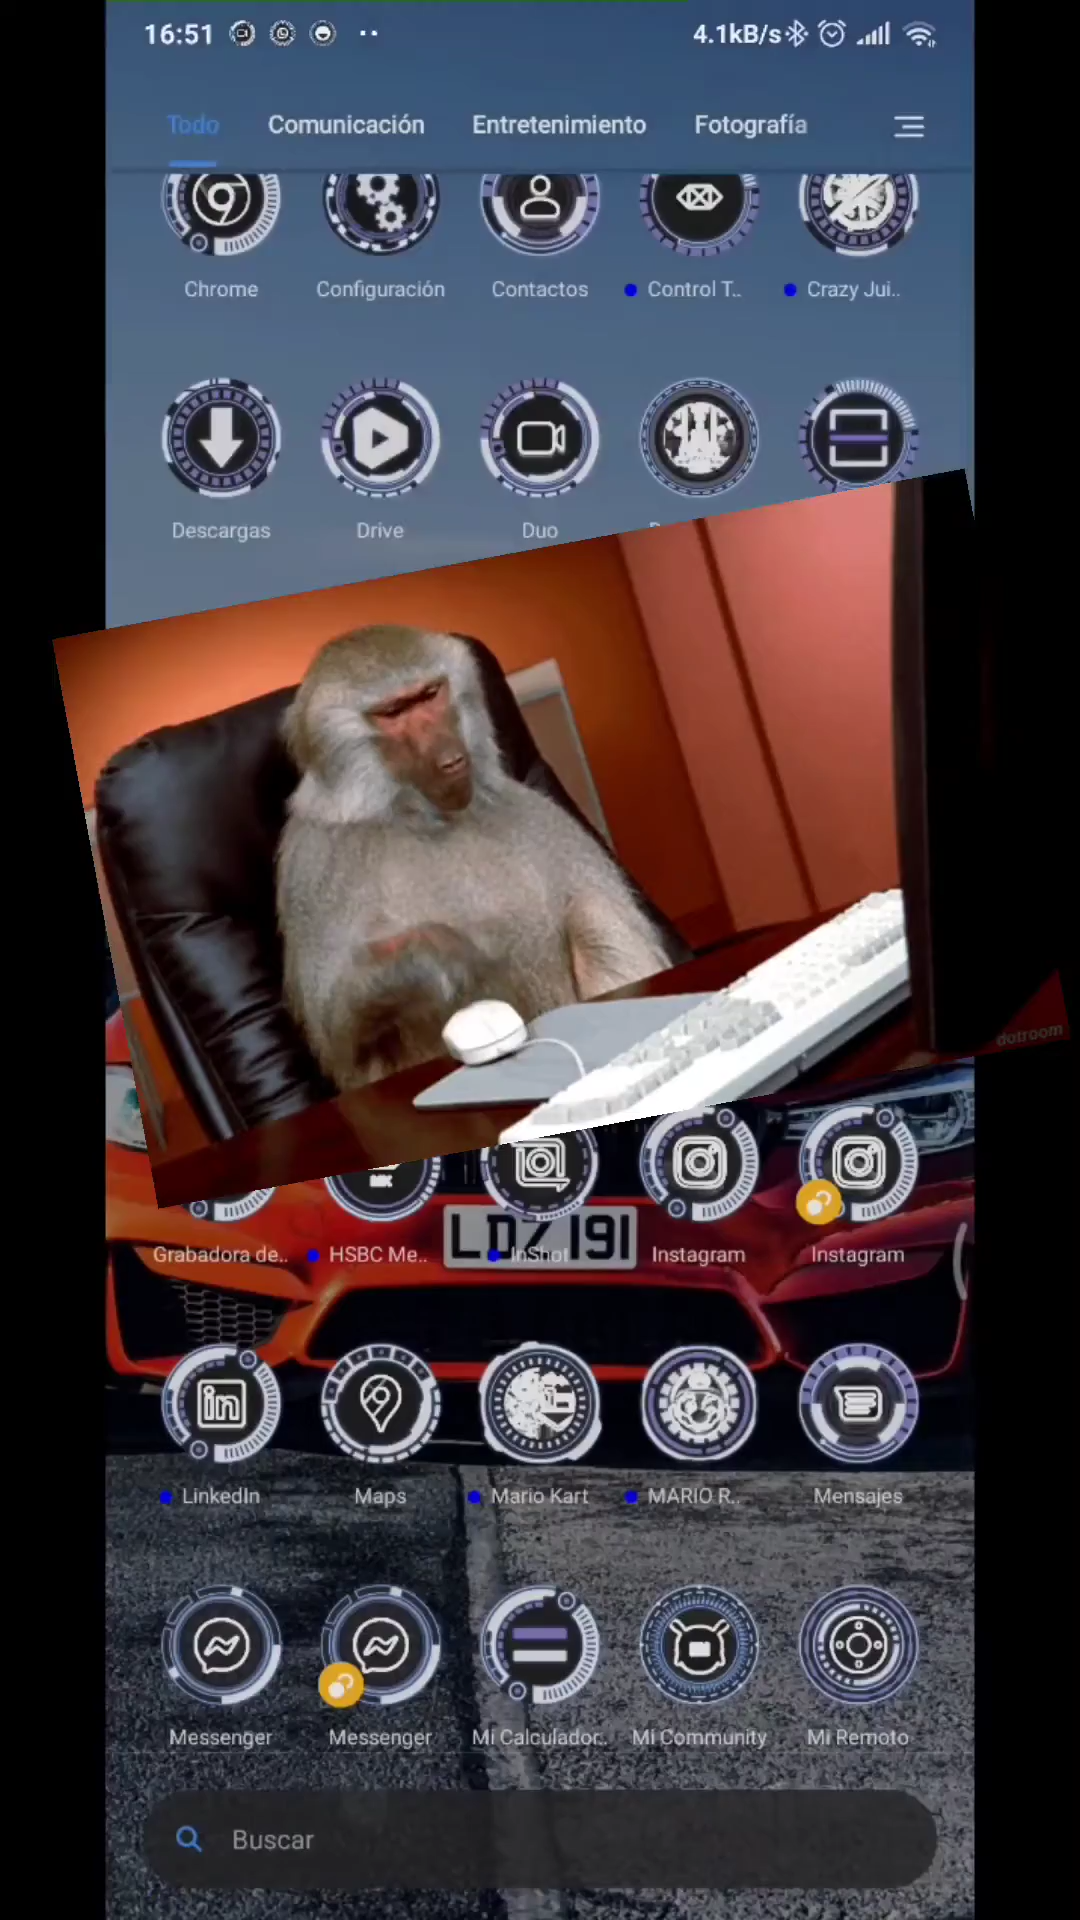 16:51 4.1kB/s
Todo Comunicación Entretenimiento Fotografía
Chrome Configuración Contactos Control T.. Crazy Jui..
Descargas Drive Duo
dotroom
LDZ 191
Grabadora de.. HSBC Me.. InShot Instagram Instagram
in
LinkedIn Maps Mario Kart MARIO R.. Mensajes
Messenger Messenger Mi Calculador.. Mi Community Mi Remoto
Buscar